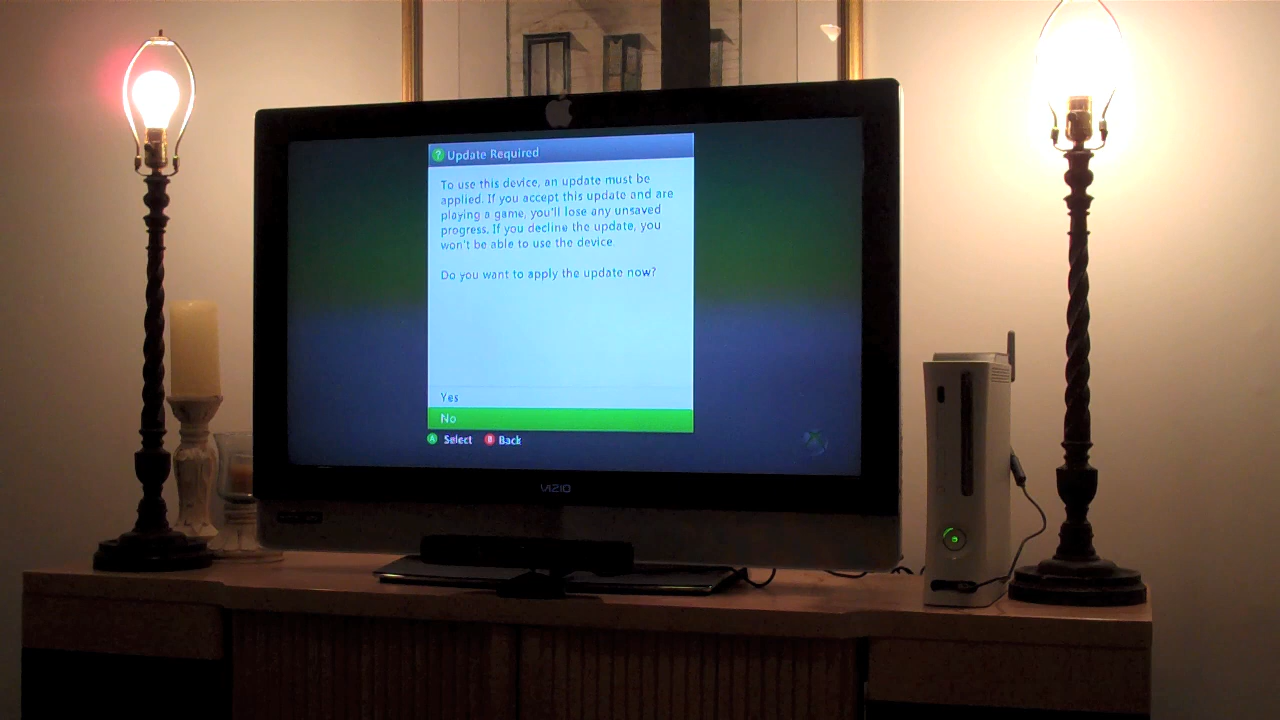 Update Required
To use this device, an update must be
applied. If you accept this update and are
playing a game, you'll lose any unsaved
progress. If you decline the update, you
won't be able to use the device.
Do you want to apply the update now?
Yes
No
A Select B Back
VIZIO